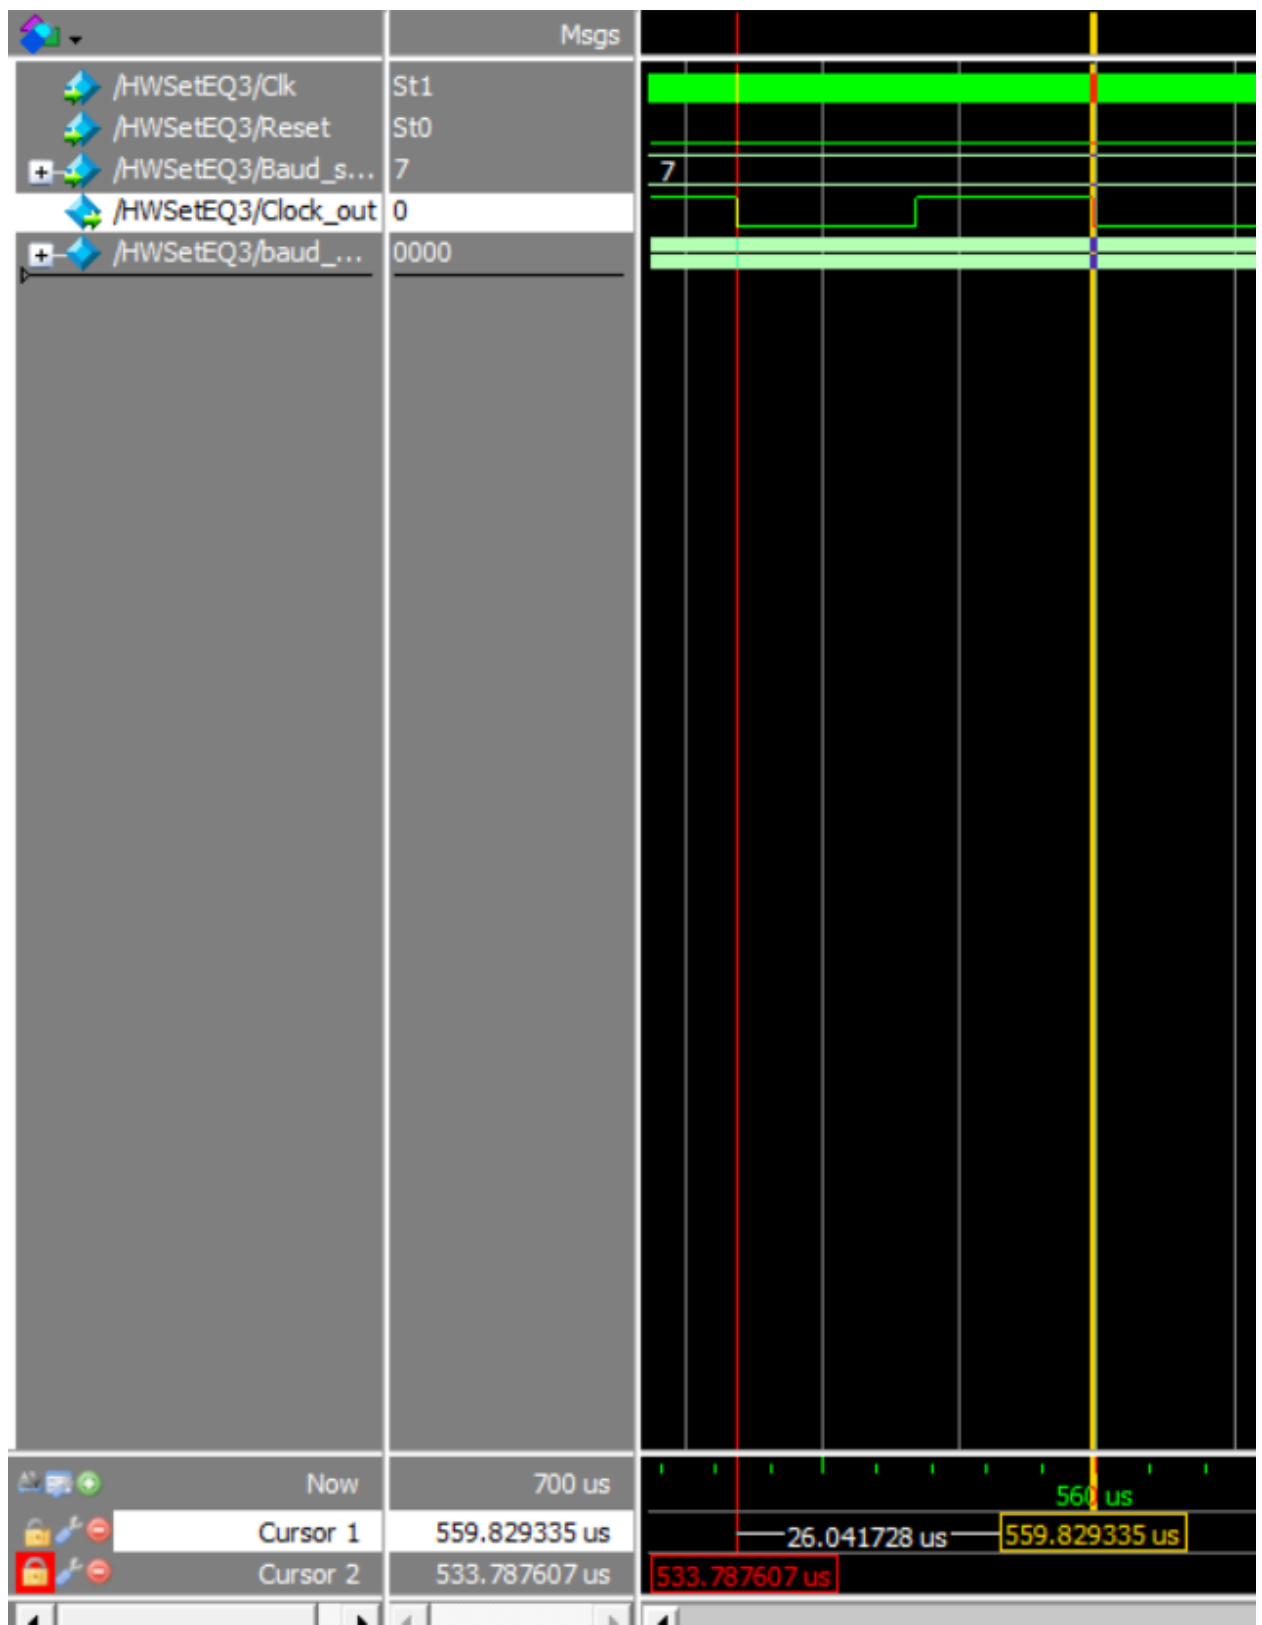 Msgs
/HWSetEQ3/Clk St1
/HWSetEQ3/Reset St0
/HWSetEQ3/Baud_s... 7 7
/HWSetEQ3/Clock_out 0
/HWSetEQ3/baud_... 0000
Now 700 us 560 us
Cursor 1 559.829335 us 26.041728 us 559.829335 us
Cursor 2 533.787607 us 533.787607 us